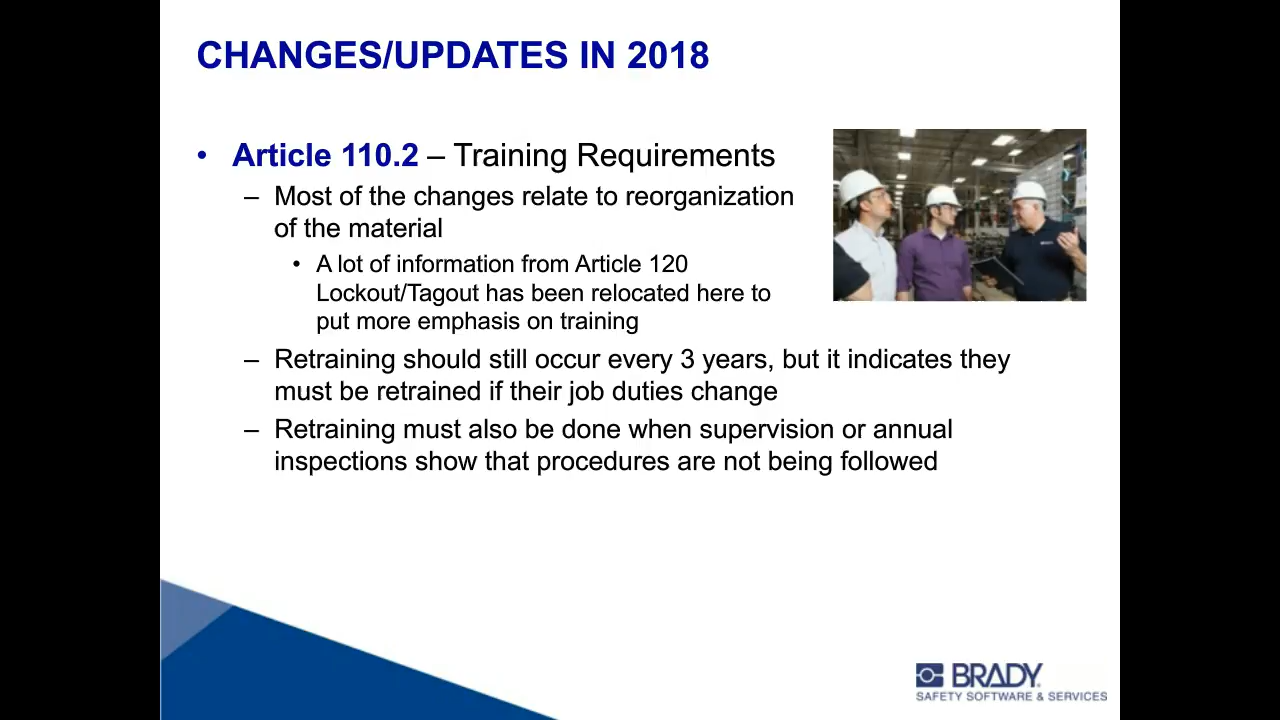 CHANGES/UPDATES IN 2018
• Article 110.2 – Training Requirements
– Most of the changes relate to reorganization
of the material
• A lot of information from Article 120
Lockout/Tagout has been relocated here to
put more emphasis on training
– Retraining should still occur every 3 years, but it indicates they
must be retrained if their job duties change
– Retraining must also be done when supervision or annual
inspections show that procedures are not being followed
BRADY
SAFETY SOFTWARE & SERVICES